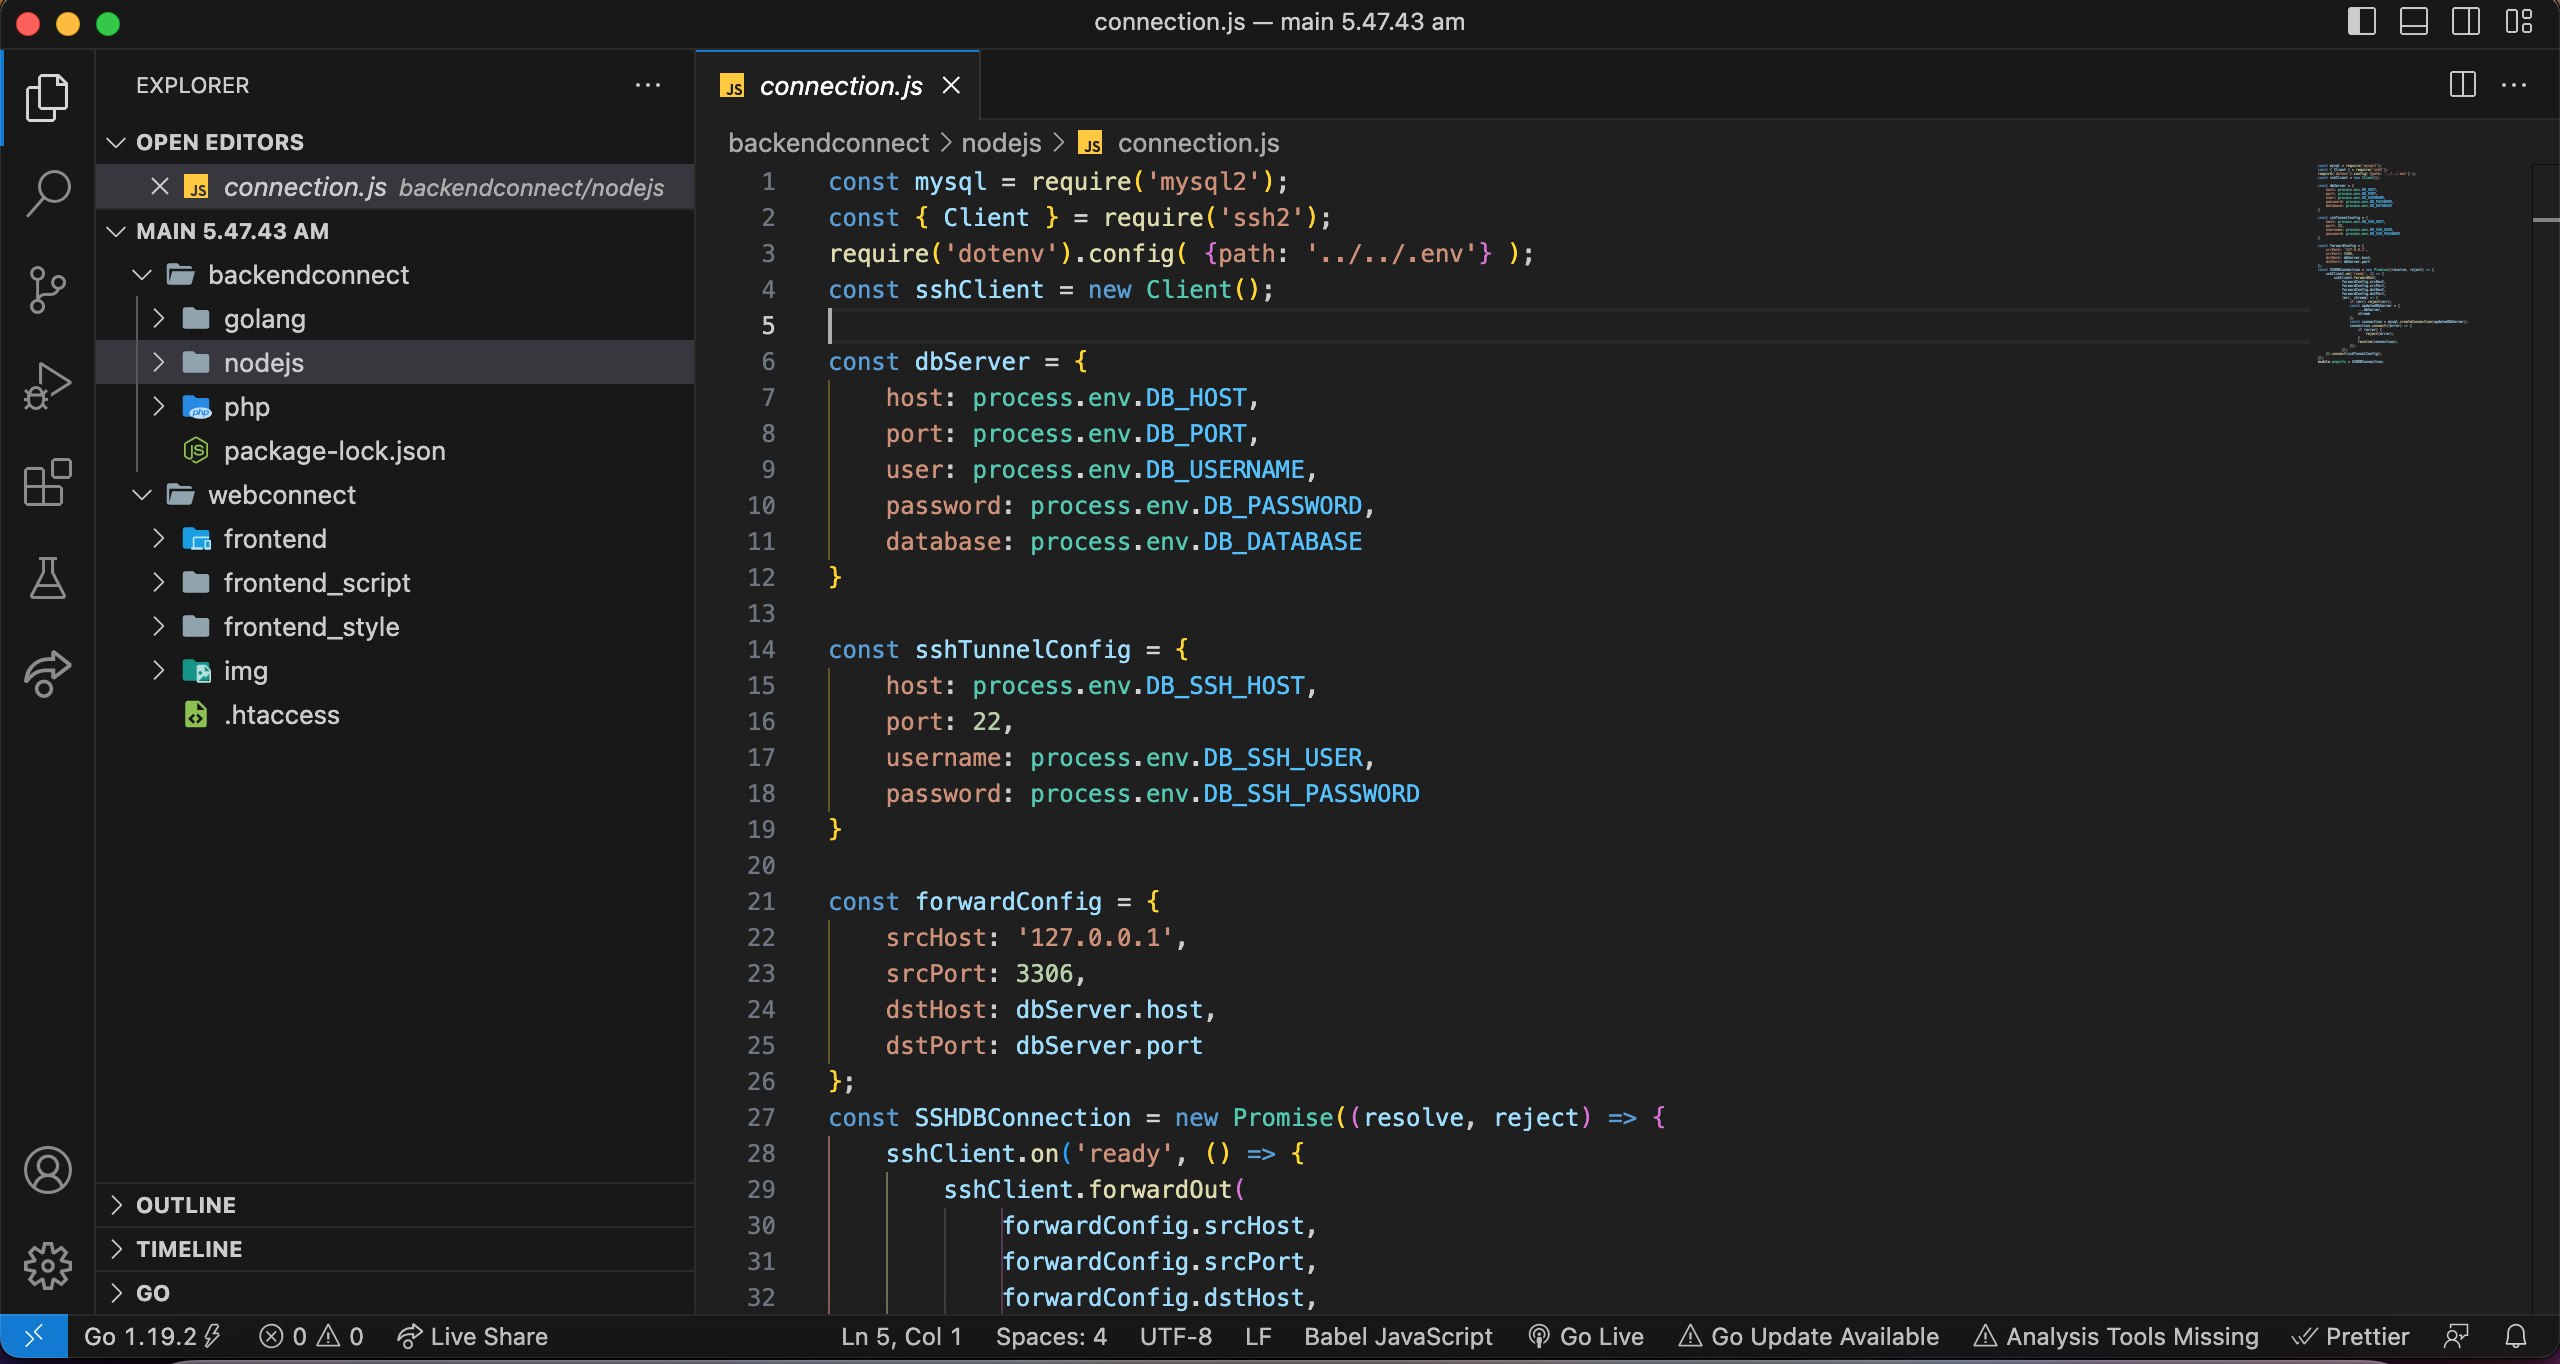 connection.js — main 5.47.43 am
EXPLORER
OPEN EDITORS
connection.js backendconnect/nodejs
MAIN 5.47.43 AM
backendconnect
golang
nodejs
php
package-lock.json
webconnect
frontend
frontend_script
frontend_style
img
.htaccess
OUTLINE
TIMELINE
GO
connection.js
backendconnect > nodejs > JS connection.js
1 const mysql = require('mysql2');
2 const { Client } = require('ssh2');
3 require('dotenv').config( {path: '../../.env'} );
4 const sshClient = new Client();
5
6 const dbServer = {
7     host: process.env.DB_HOST,
8     port: process.env.DB_PORT,
9     user: process.env.DB_USERNAME,
10     password: process.env.DB_PASSWORD,
11     database: process.env.DB_DATABASE
12 }
13
14 const sshTunnelConfig = {
15     host: process.env.DB_SSH_HOST,
16     port: 22,
17     username: process.env.DB_SSH_USER,
18     password: process.env.DB_SSH_PASSWORD
19 }
20
21 const forwardConfig = {
22     srcHost: '127.0.0.1',
23     srcPort: 3306,
24     dstHost: dbServer.host,
25     dstPort: dbServer.port
26 };
27 const SSHDBConnection = new Promise((resolve, reject) => {
28     sshClient.on('ready', () => {
29         sshClient.forwardOut(
30             forwardConfig.srcHost,
31             forwardConfig.srcPort,
32             forwardConfig.dstHost,
Go 1.19.2 0 0 Live Share Ln 5, Col 1 Spaces: 4 UTF-8 LF Babel JavaScript Go Live Go Update Available Analysis Tools Missing Prettier